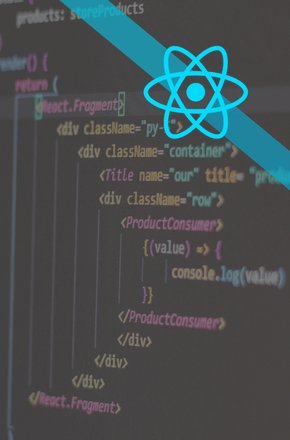 products: storeProducts
}
render() {
return (
<React.Fragment>
<div className="py-5">
<div className="container">
<Title name="our" title=
<div className="row">
<ProductConsumer>
{(value) => {
console.log(value)
}}
</ProductConsumer>
</div>
</div>
</div>
</React.Fragment>